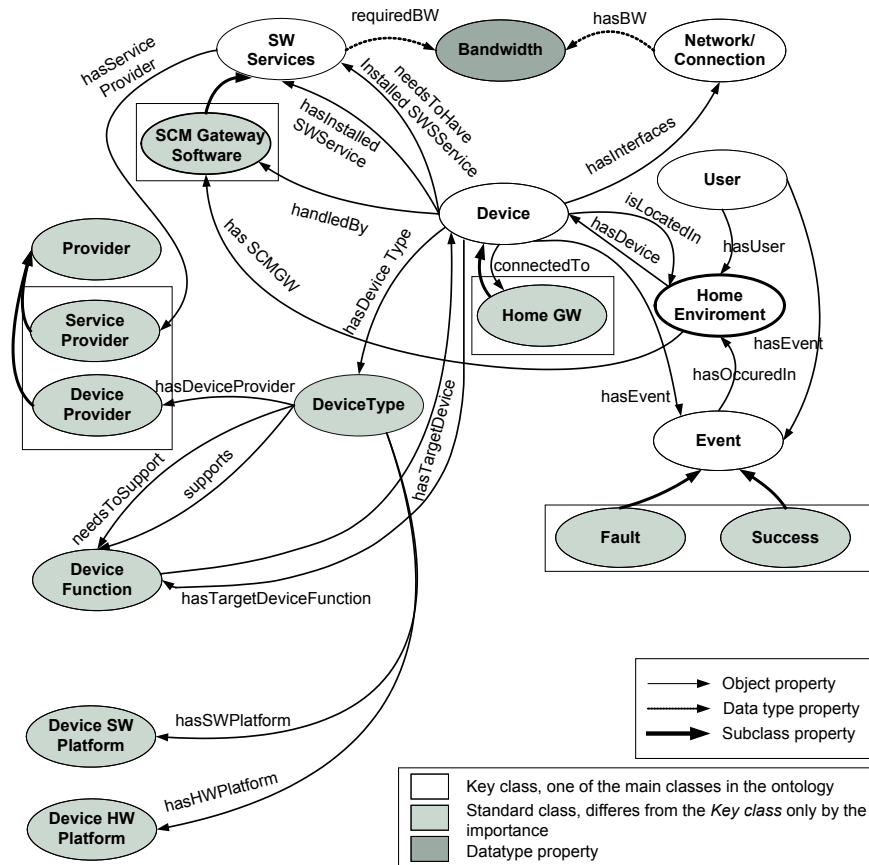 requiredBW
hasBW
SW
Services
Bandwidth
Network/
Connection
hasService
Provider
needsToHave
Installed SWSService
hasInstalled
SWService
SCM Gateway
Software
hasInterfaces
User
handledBy
Device
isLocatedIn
hasDevice
hasUser
Provider
has SCMGW
hasDevice Type
connectedTo
Home
Enviroment
Service
Provider
Home GW
hasEvent
hasOccuredIn
Device
Provider
hasDeviceProvider
DeviceType
hasEvent
hasTargetDevice
Event
needsToSupport
supports
Fault
Success
Device
Function
hasTargetDeviceFunction
Object property
Data type property
Subclass property
Device SW
Platform
hasSWPlatform
hasHWPlatform
Device HW
Platform
Key class, one of the main classes in the ontology
Standard class, differes from the Key class only by the
importance
Datatype property